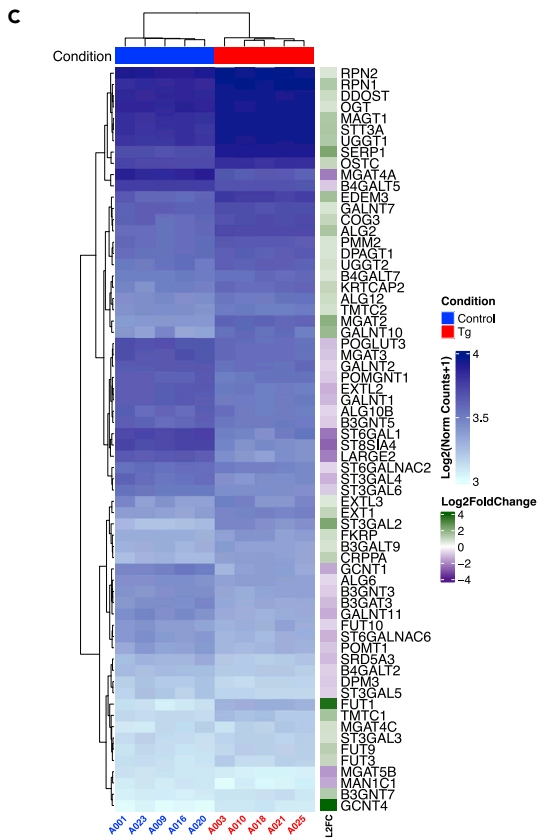 C
Condition
RPN2
RPN1
DDOST
OGT
MAGT1
STT3A
UGGT1
SERP1
OSTC
MGAT4A
B4GALT5
EDEM3
GALNT7
COG3
ALG2
PMM2
DPAGT1
UGGT2
B4GALT7
KRTCAP2
ALG12
TMTC2
MGAT2
GALNT10
POGLUT3
MGAT3
GALNT2
POMGNT1
EXTL2
GALNT1
ALG10B
B3GNT5
ST6GAL1
ST8SIA4
LARGE2
ST6GALNAC2
ST3GAL4
ST3GAL6
EXTL3
EXT1
ST3GAL2
FKRP
B3GALT9
CRPPA
GCNT1
ALG6
B3GNT3
B3GAT3
GALNT11
FUT10
ST6GALNAC6
POMT1
SRD5A3
B4GALT2
DPM3
ST3GAL5
FUT1
TMTC1
MGAT4C
ST3GAL3
FUT9
FUT3
MGAT5B
MAN1C1
B3GNT7
GCNT4
A001 A023 A009 A016 A020 A003 A010 A018 A021 A025 L2FC
Condition
Control
Tg
Log2(Norm Counts+1)
4
3.5
3
Log2FoldChange
4
2
0
−2
−4